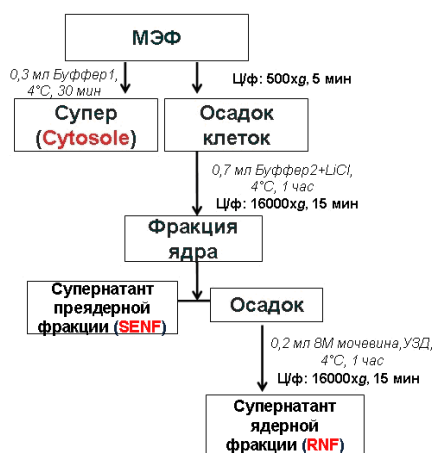 МЭФ
0,3 мл Буффер1,
4°C, 30 мин
Ц/ф: 500xg, 5 мин
Супер
(Cytosole)
Осадок
клеток
0,7 мл Буффер2+LiCl,
4°C, 1 час
Ц/ф: 16000xg, 15 мин
Фракция
ядра
Супернатант
преядерной
фракции (SENF)
Осадок
0,2 мл 8М мочевина,УЗД,
4°C, 1 час
Ц/ф: 16000xg, 15 мин
Супернатант
ядерной
фракции (RNF)